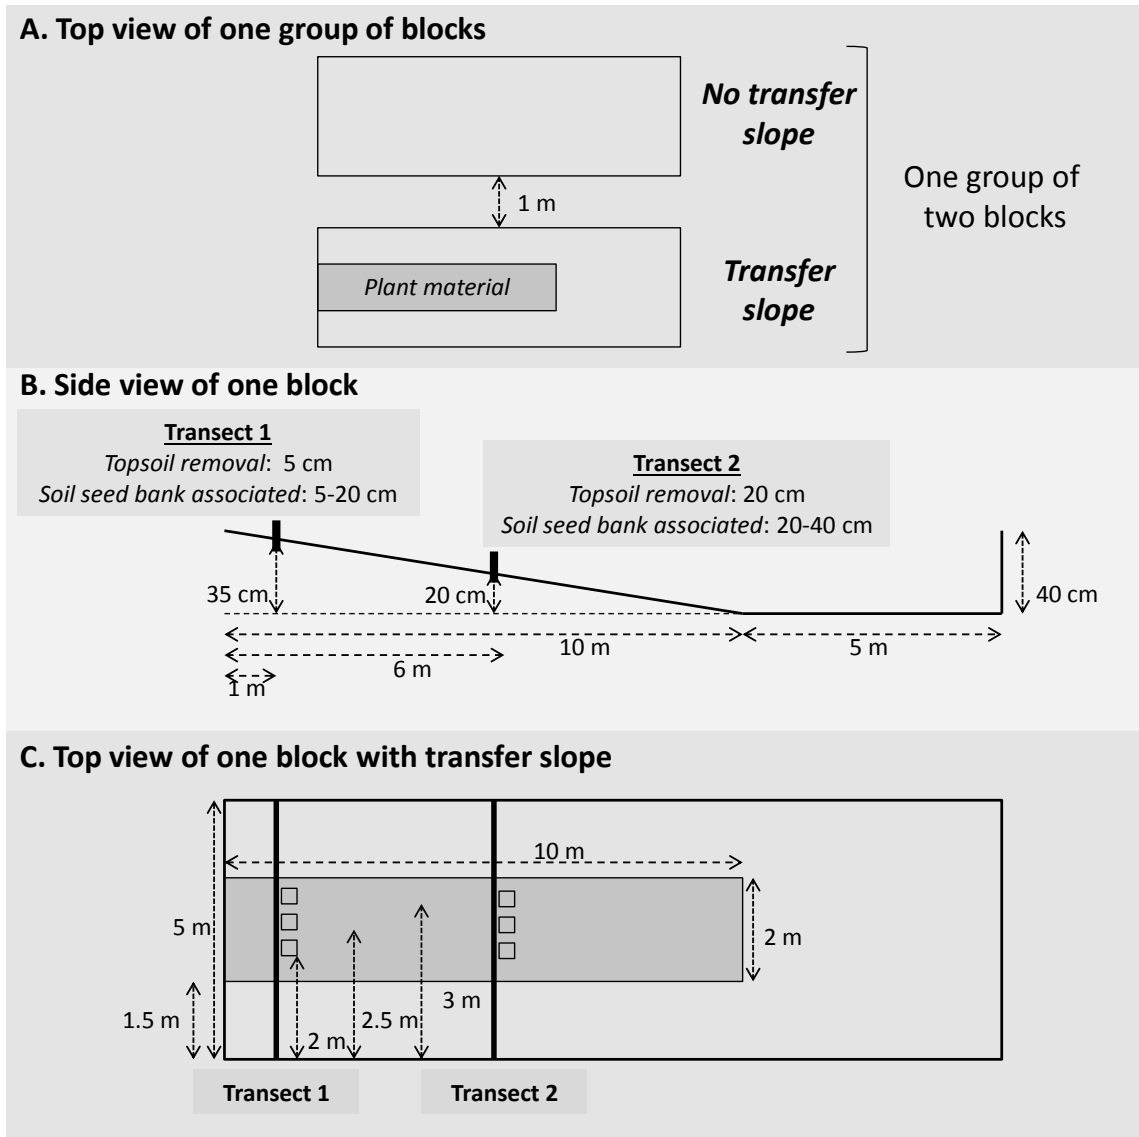 A. Top view of one group of blocks
No transfer
slope
1 m
One group of
two blocks
Plant material
Transfer
slope
B. Side view of one block
Transect 1
Topsoil removal: 5 cm
Soil seed bank associated: 5-20 cm
Transect 2
Topsoil removal: 20 cm
Soil seed bank associated: 20-40 cm
35 cm
20 cm
40 cm
10 m
5 m
6 m
1 m
C. Top view of one block with transfer slope
10 m
5 m
2 m
1.5 m
2 m
2.5 m
3 m
Transect 1
Transect 2